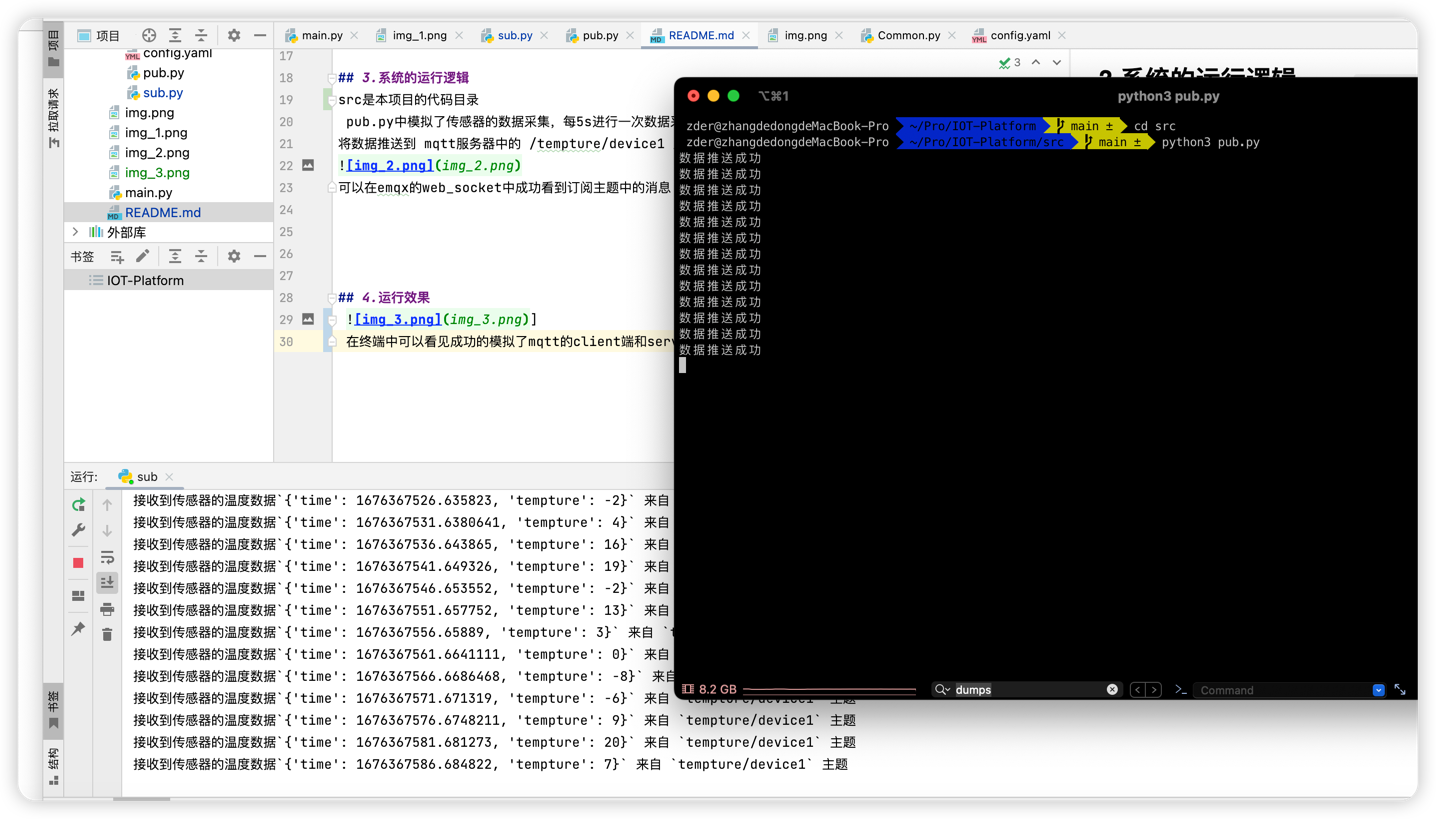 项目
main.py
img_1.png
sub.py
pub.py
README.md
img.png
Common.py
config.yaml
项目
拉取请求
config.yaml
pub.py
sub.py
img.png
img_1.png
img_2.png
img_3.png
main.py
README.md
外部库
书签
IOT-Platform
3
17
18 ## 3.系统的运行逻辑
19 src是本项目的代码目录
20 pub.py中模拟了传感器的数据采集，每5s进行一次数据采
21 将数据推送到 mqtt服务器中的 /tempture/device1
22 ![img_2.png](img_2.png)
23 可以在emqx的web_socket中成功看到订阅主题中的消息
24
25
26
27
28 ## 4.运行效果
29 ![img_3.png](img_3.png)]
30 在终端中可以看见成功的模拟了mqtt的client端和serv
3.系统的运行逻辑
⌥⌘1
python3 pub.py
zder@zhangdedongdeMacBook-Pro ~/Pro/IOT-Platform main ± cd src
zder@zhangdedongdeMacBook-Pro ~/Pro/IOT-Platform/src main ± python3 pub.py
数据推送成功
数据推送成功
数据推送成功
数据推送成功
数据推送成功
数据推送成功
数据推送成功
数据推送成功
数据推送成功
数据推送成功
数据推送成功
数据推送成功
数据推送成功
8.2 GB
dumps
Command
运行:
sub
接收到传感器的温度数据`{'time': 1676367526.635823, 'tempture': -2}` 来自
接收到传感器的温度数据`{'time': 1676367531.6380641, 'tempture': 4}` 来自
接收到传感器的温度数据`{'time': 1676367536.643865, 'tempture': 16}` 来自
接收到传感器的温度数据`{'time': 1676367541.649326, 'tempture': 19}` 来自
接收到传感器的温度数据`{'time': 1676367546.653552, 'tempture': -2}` 来自
接收到传感器的温度数据`{'time': 1676367551.657752, 'tempture': 13}` 来自
接收到传感器的温度数据`{'time': 1676367556.65889, 'tempture': 3}` 来自 `t
接收到传感器的温度数据`{'time': 1676367561.6641111, 'tempture': 0}` 来自
接收到传感器的温度数据`{'time': 1676367566.6686468, 'tempture': -8}` 来自
接收到传感器的温度数据`{'time': 1676367571.671319, 'tempture': -6}` 来自 `tempture/device1` 主题
接收到传感器的温度数据`{'time': 1676367576.6748211, 'tempture': 9}` 来自 `tempture/device1` 主题
接收到传感器的温度数据`{'time': 1676367581.681273, 'tempture': 20}` 来自 `tempture/device1` 主题
接收到传感器的温度数据`{'time': 1676367586.684822, 'tempture': 7}` 来自 `tempture/device1` 主题
书签
结构